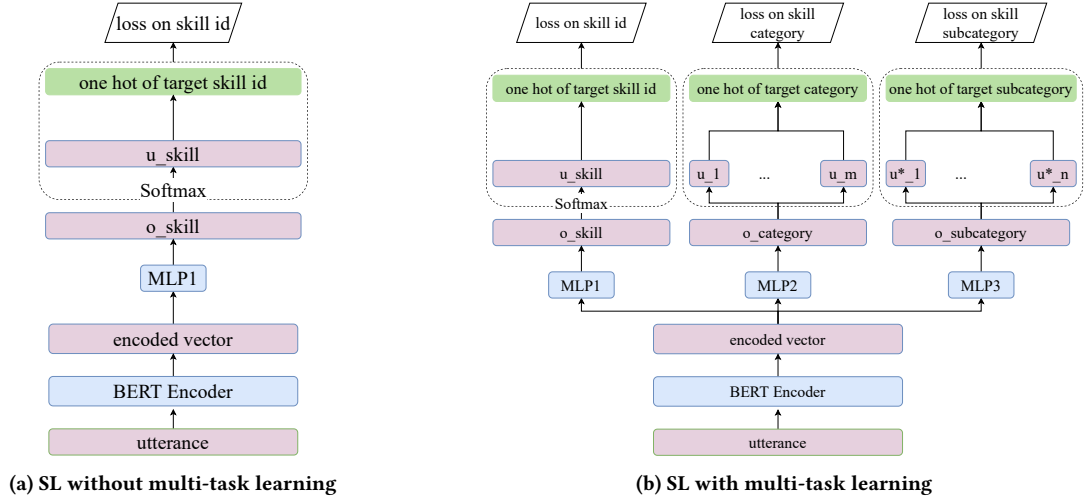 loss on skill id
one hot of target skill id
u_skill
Softmax
o_skill
MLP1
encoded vector
BERT Encoder
utterance
(a) SL without multi-task learning
loss on skill id
loss on skill
category
loss on skill
subcategory
one hot of target skill id
one hot of target category
one hot of target subcategory
u_skill
u_1
...
u_m
u*_1
...
u*_n
Softmax
o_skill
o_category
o_subcategory
MLP1
MLP2
MLP3
encoded vector
BERT Encoder
utterance
(b) SL with multi-task learning